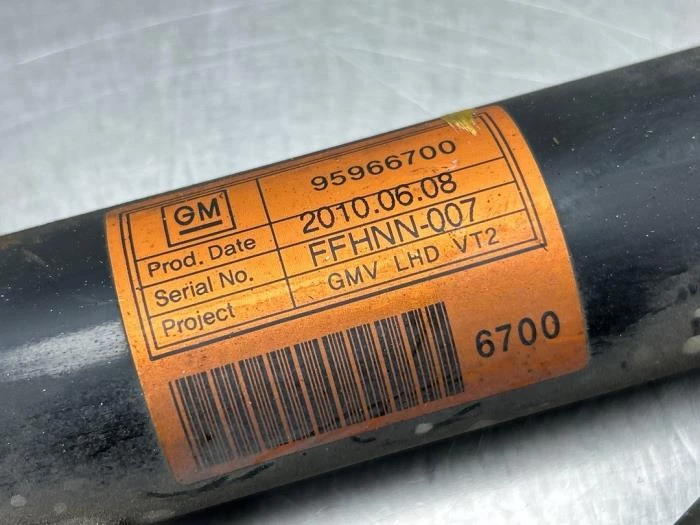 GM 95966700
Prod. Date 2010.06.08
Serial No. FFHNN-007
Project GMV LHD VT2
6700